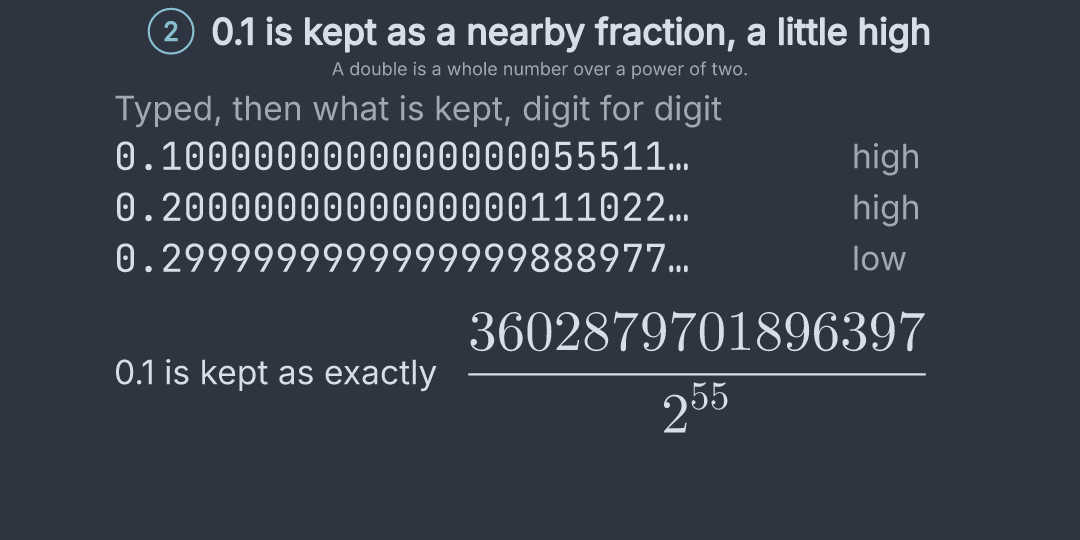 2 0.1 is kept as a nearby fraction, a little high
A double is a whole number over a power of two.
Typed, then what is kept, digit for digit
0.1000000000000000055511… high
0.2000000000000000111022… high
0.2999999999999999888977… low
0.1 is kept as exactly
3602879701896397
2^55